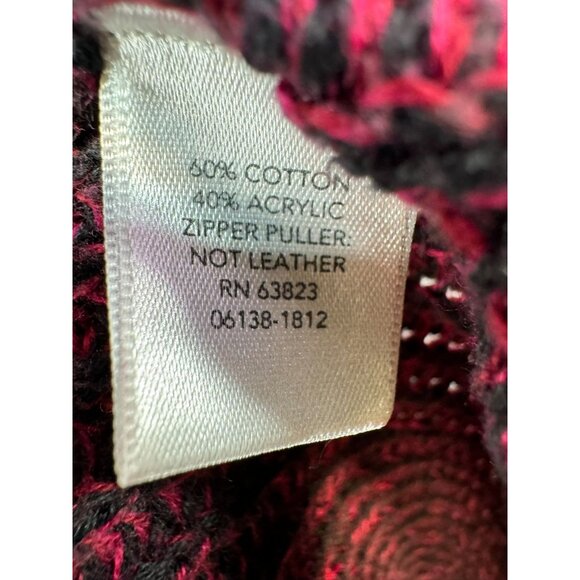 60% COTTON
40% ACRYLIC
ZIPPER PULLER:
NOT LEATHER
RN 63823
06138-1812